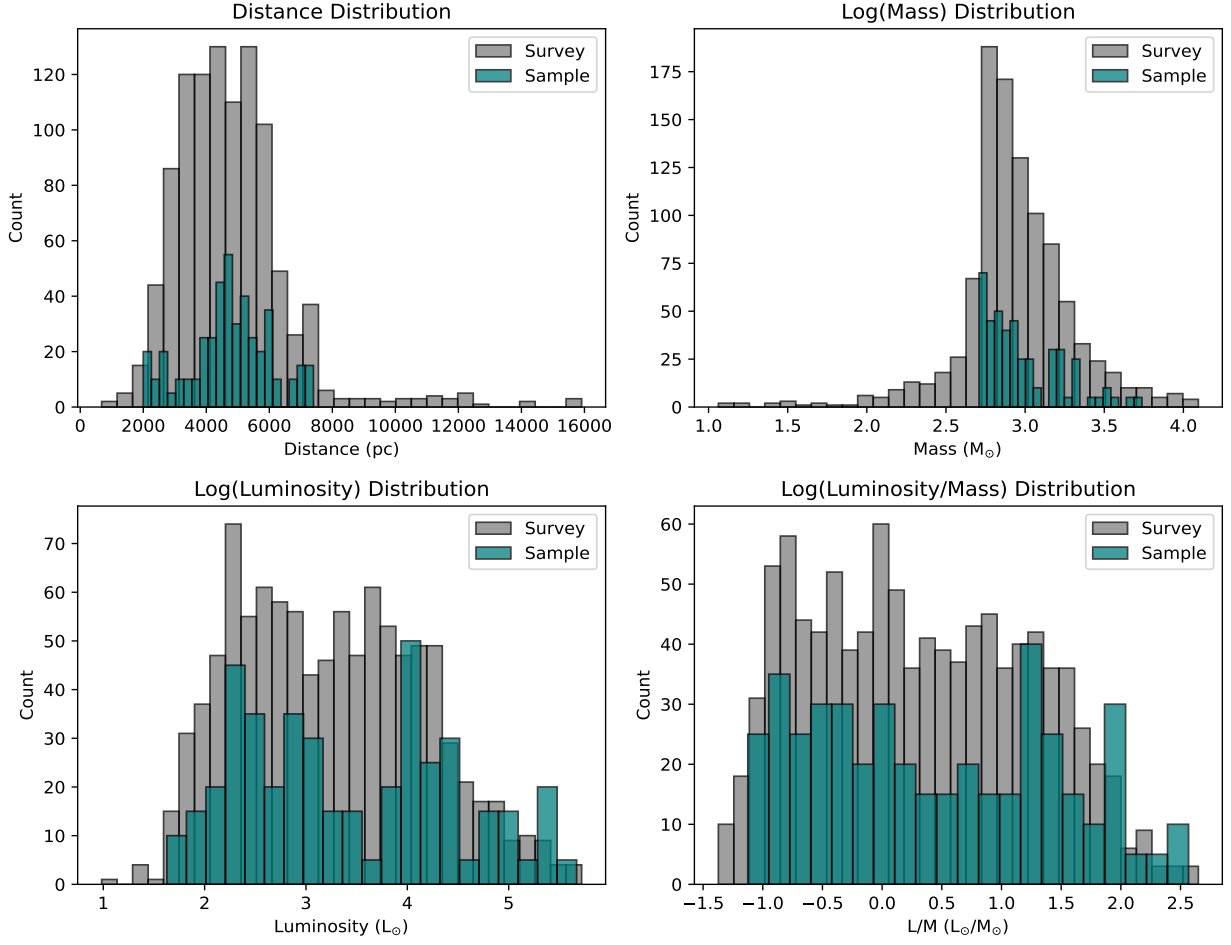 Distance Distribution
Survey
Sample
120
100
80
60
40
20
0
Count
0 2000 4000 6000 8000 10000 12000 14000 16000
Distance (pc)
Log(Mass) Distribution
Survey
Sample
175
150
125
100
75
50
25
0
Count
1.0 1.5 2.0 2.5 3.0 3.5 4.0
Mass (M⊙)
Log(Luminosity) Distribution
Survey
Sample
70
60
50
40
30
20
10
0
Count
1 2 3 4 5
Luminosity (L⊙)
Log(Luminosity/Mass) Distribution
Survey
Sample
60
50
40
30
20
10
0
Count
−1.5 −1.0 −0.5 0.0 0.5 1.0 1.5 2.0 2.5
L/M (L⊙/M⊙)